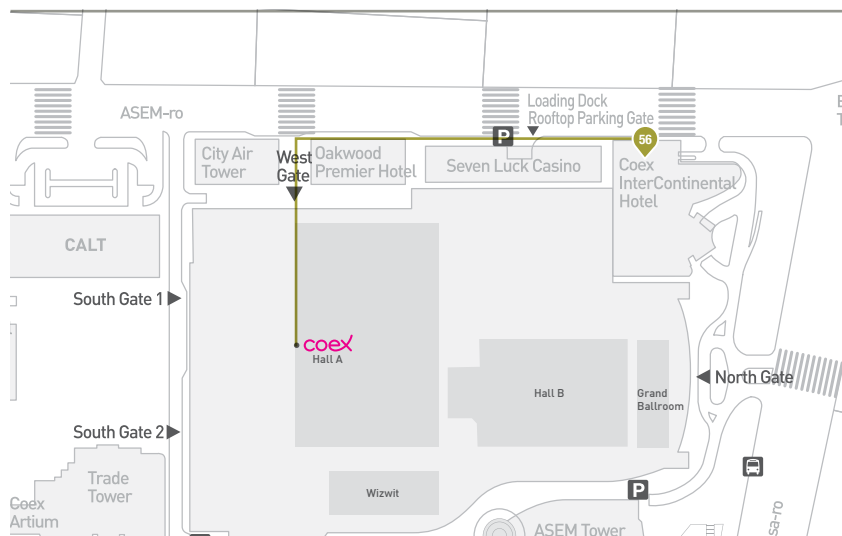 ASEM-ro
Loading Dock
Rooftop Parking Gate
P
56
City Air
Tower
West
Gate
Oakwood
Premier Hotel
Seven Luck Casino
Coex
InterContinental
Hotel
CALT
South Gate 1
coex
Hall A
North Gate
Hall B
Grand
Ballroom
South Gate 2
Trade
Tower
Wizwit
P
Coex
Artium
ASEM Tower
sa-ro